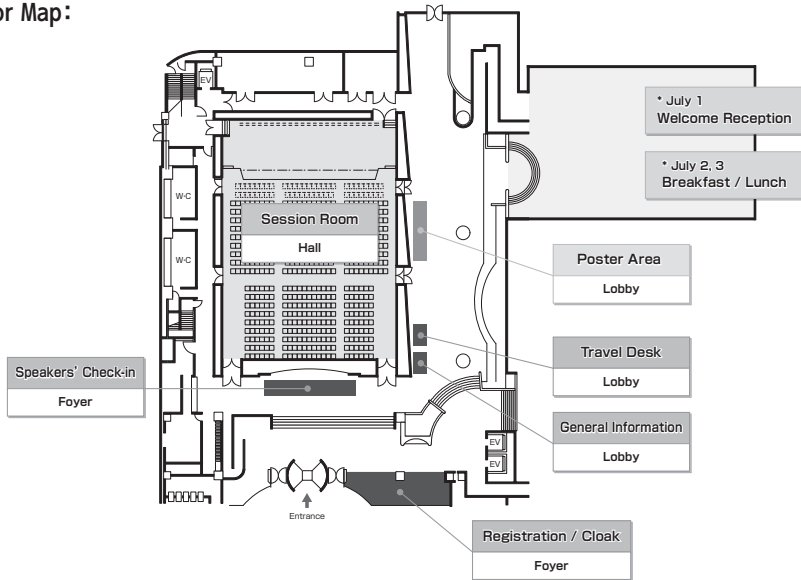 or Map:
EV
* July 1
Welcome Reception
* July 2, 3
Breakfast / Lunch
W·C
Session Room
Hall
W·C
Poster Area
Lobby
Travel Desk
Lobby
Speakers' Check-in
Foyer
General Information
Lobby
EV
EV
Entrance
Registration / Cloak
Foyer